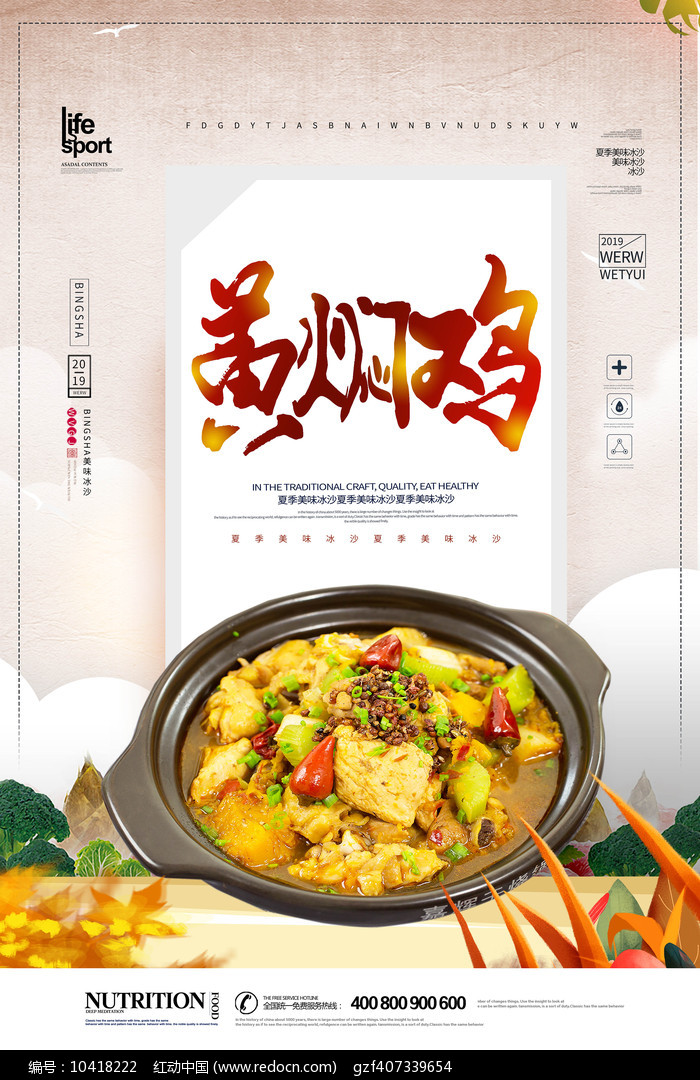 Life
sport
ASADAL CONTENTS
FDGDYTJASBNAIWNBVNUDSKUYW
夏季美味冰沙
美味冰沙
冰沙
2019
WERW
WETYUI
BINGSHA
20
19
WERW
BINGSHA美味冰沙
黄焖鸡
IN THE TRADITIONAL CRAFT, QUALITY, EAT HEALTHY
夏季美味冰沙夏季美味冰沙夏季美味冰沙
夏季美味冰沙夏季美味冰沙
NUTRITION
DEEP MEDITATION
FOOD
THE FREE SERVICE HOTLINE
全国统一免费服务热线：
400 800 900 600
编号：10418222 红动中国 (www.redocn.com) gzf407339654